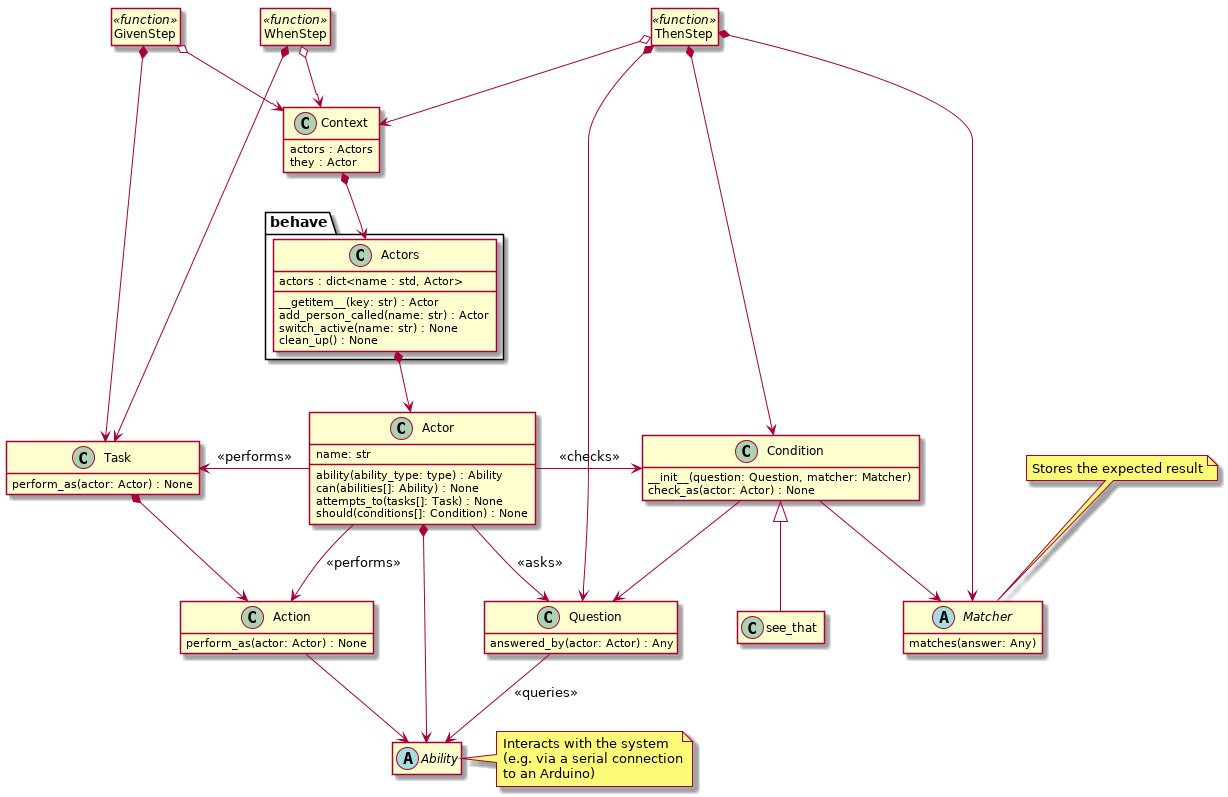 «function»
GivenStep
«function»
WhenStep
«function»
ThenStep
C Context
actors : Actors
they : Actor
behave
C Actors
actors : dict<name : std, Actor>
__getitem__(key: str) : Actor
add_person_called(name: str) : Actor
switch_active(name: str) : None
clean_up() : None
C Task
perform_as(actor: Actor) : None
«performs»
C Actor
name: str
ability(ability_type: type) : Ability
can(abilities[]: Ability) : None
attempts_to(tasks[]: Task) : None
should(conditions[]: Condition) : None
«checks»
C Condition
__init__(question: Question, matcher: Matcher)
check_as(actor: Actor) : None
Stores the expected result
«performs»
«asks»
C Action
perform_as(actor: Actor) : None
C Question
answered_by(actor: Actor) : Any
C see_that
A Matcher
matches(answer: Any)
«queries»
A Ability
Interacts with the system
(e.g. via a serial connection
to an Arduino)